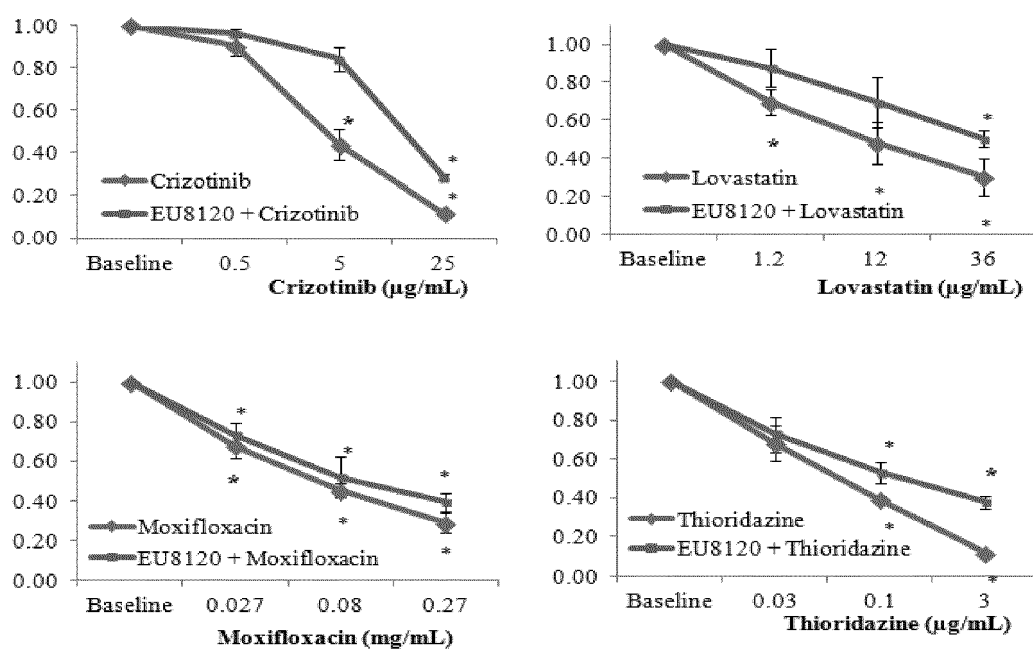 1.00
0.80
0.60
0.40
0.20
0.00
*
*
*
Crizotinib
EU8120 + Crizotinib
Baseline 0.5 5 25
Crizotinib (µg/mL)
1.00
0.80
0.60
0.40
0.20
0.00
*
*
*
*
Lovastatin
EU8120 + Lovastatin
Baseline 1.2 12 36
Lovastatin (µg/mL)
1.00
0.80
0.60
0.40
0.20
0.00
*
*
*
*
*
*
Moxifloxacin
EU8120 + Moxifloxacin
Baseline 0.027 0.08 0.27
Moxifloxacin (mg/mL)
1.00
0.80
0.60
0.40
0.20
0.00
*
*
*
*
Thioridazine
EU8120 + Thioridazine
Baseline 0.03 0.1 3
Thioridazine (µg/mL)